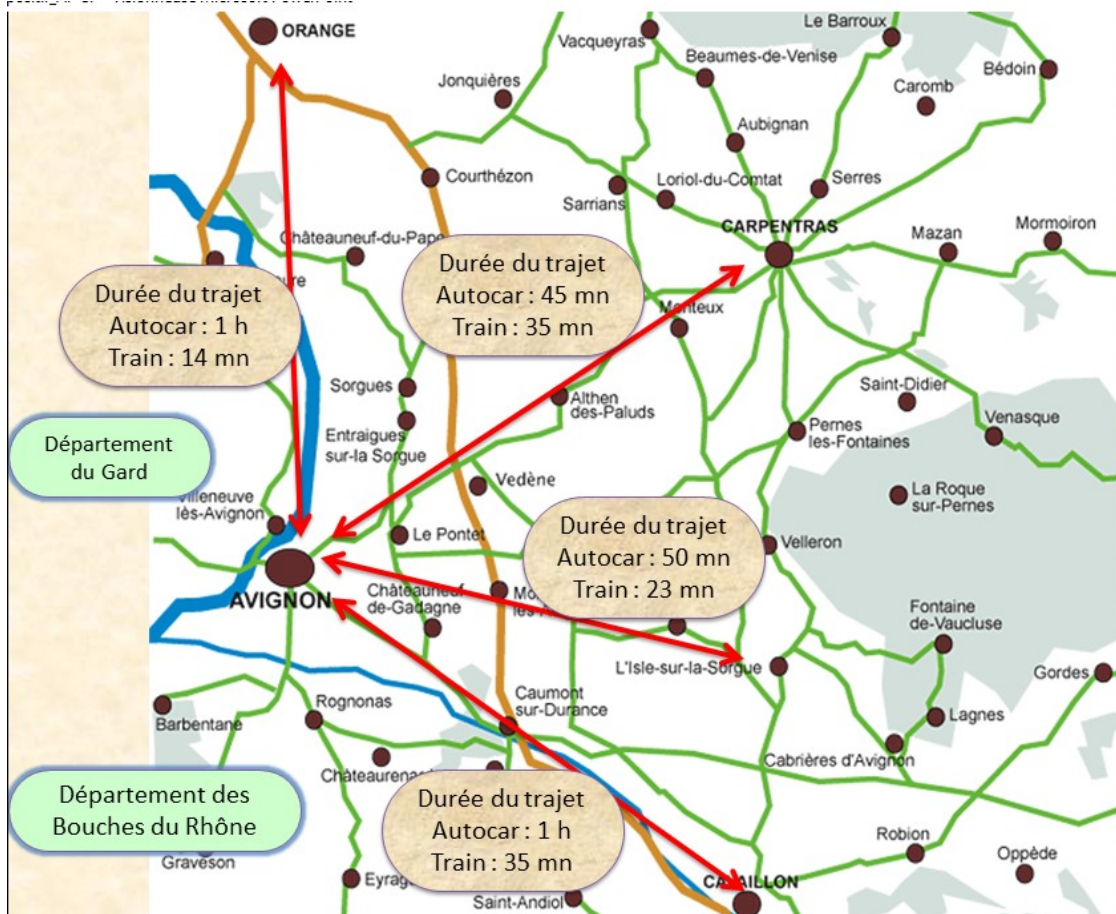 ORANGE
Le Barroux
Vacqueyras
Beaumes-de-Venise
Bédoin
Jonquières
Caromb
Aubignan
Courthézon
Loriol-du-Comtat
Serres
Sarrians
CARPENTRAS
Mazan
Mormoiron
Châteauneuf-du-Pape
Durée du trajet
Autocar : 1 h
Train : 14 mn
Durée du trajet
Autocar : 45 mn
Train : 35 mn
Monteux
Sorgues
Althen
des-Paluds
Saint-Didier
Entraigues
sur-la Sorgue
Pernes
les-Fontaines
Venasque
Département
du Gard
Vedène
La Roque
sur-Pernes
Villeneuve
lès-Avignon
Le Pontet
Durée du trajet
Autocar : 50 mn
Train : 23 mn
Velleron
AVIGNON
Châteauneuf
de-Gadagne
Fontaine
de-Vaucluse
L'Isle-sur-la-Sorgue
Gordes
Barbentane
Rognonas
Caumont
sur-Durance
Lagnes
Cabrières d'Avignon
Département des
Bouches du Rhône
Durée du trajet
Autocar : 1 h
Train : 35 mn
Robion
Oppède
Graveson
CAVAILLON
Saint-Andiol